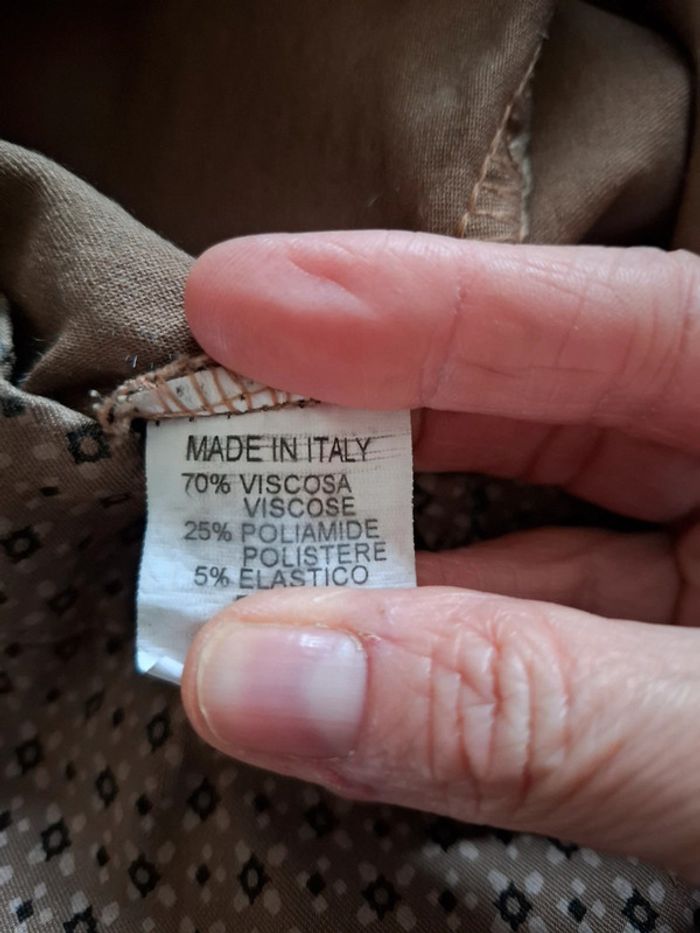 MADE IN ITALY
70% VISCOSA
VISCOSE
25% POLIAMIDE
POLISTERE
5% ELASTICO